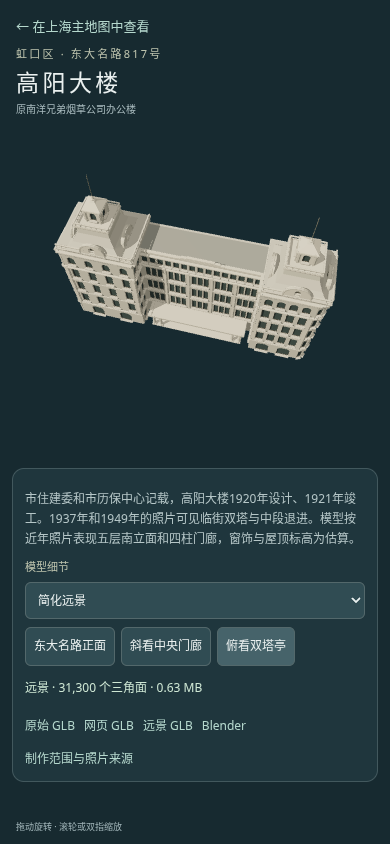 ← 在上海主地图中查看
虹口区 · 东大名路817号
高阳大楼
原南洋兄弟烟草公司办公楼
市住建委和市历保中心记载，高阳大楼1920年设计、1921年竣
工。1937年和1949年的照片可见临街双塔与中段退进。模型按
近年照片表现五层南立面和四柱门廊，窗饰与屋顶标高为估算。
模型细节
简化远景
东大名路正面 斜看中央门廊 俯看双塔亭
远景 · 31,300 个三角面 · 0.63 MB
原始 GLB 网页 GLB 远景 GLB Blender
制作范围与照片来源
拖动旋转 · 滚轮或双指缩放